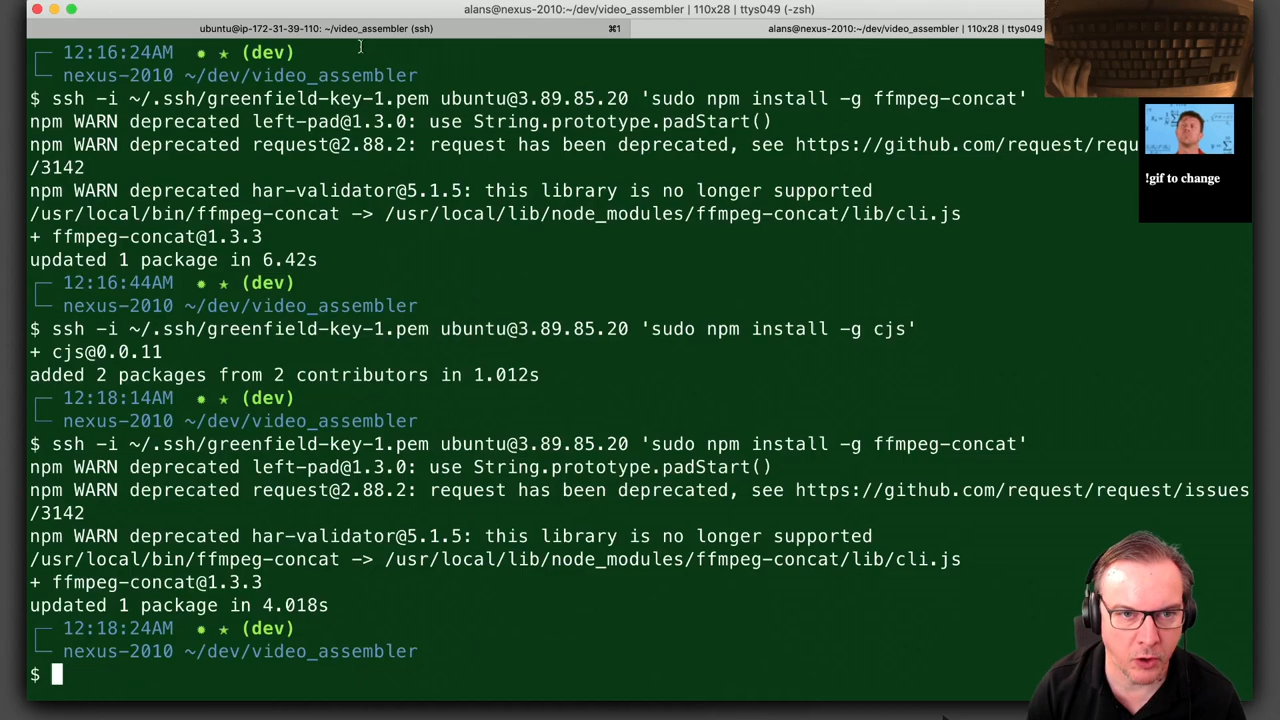 alans@nexus-2010:~/dev/video_assembler | 110x28 | ttys049 (-zsh)
ubuntu@ip-172-31-39-110: ~/video_assembler (ssh)
⌘1
alans@nexus-2010:~/dev/video_assembler | 110x28 | ttys049
12:16:24AM ✹ ★ (dev)
nexus-2010 ~/dev/video_assembler
$ ssh -i ~/.ssh/greenfield-key-1.pem ubuntu@3.89.85.20 'sudo npm install -g ffmpeg-concat'
npm WARN deprecated left-pad@1.3.0: use String.prototype.padStart()
npm WARN deprecated request@2.88.2: request has been deprecated, see https://github.com/request/requ
/3142
npm WARN deprecated har-validator@5.1.5: this library is no longer supported
/usr/local/bin/ffmpeg-concat -> /usr/local/lib/node_modules/ffmpeg-concat/lib/cli.js
+ ffmpeg-concat@1.3.3
updated 1 package in 6.42s
12:16:44AM ✹ ★ (dev)
nexus-2010 ~/dev/video_assembler
$ ssh -i ~/.ssh/greenfield-key-1.pem ubuntu@3.89.85.20 'sudo npm install -g cjs'
+ cjs@0.0.11
added 2 packages from 2 contributors in 1.012s
12:18:14AM ✹ ★ (dev)
nexus-2010 ~/dev/video_assembler
$ ssh -i ~/.ssh/greenfield-key-1.pem ubuntu@3.89.85.20 'sudo npm install -g ffmpeg-concat'
npm WARN deprecated left-pad@1.3.0: use String.prototype.padStart()
npm WARN deprecated request@2.88.2: request has been deprecated, see https://github.com/request/request/issues
/3142
npm WARN deprecated har-validator@5.1.5: this library is no longer supported
/usr/local/bin/ffmpeg-concat -> /usr/local/lib/node_modules/ffmpeg-concat/lib/cli.js
+ ffmpeg-concat@1.3.3
updated 1 package in 4.018s
12:18:24AM ✹ ★ (dev)
nexus-2010 ~/dev/video_assembler
$
!gif to change